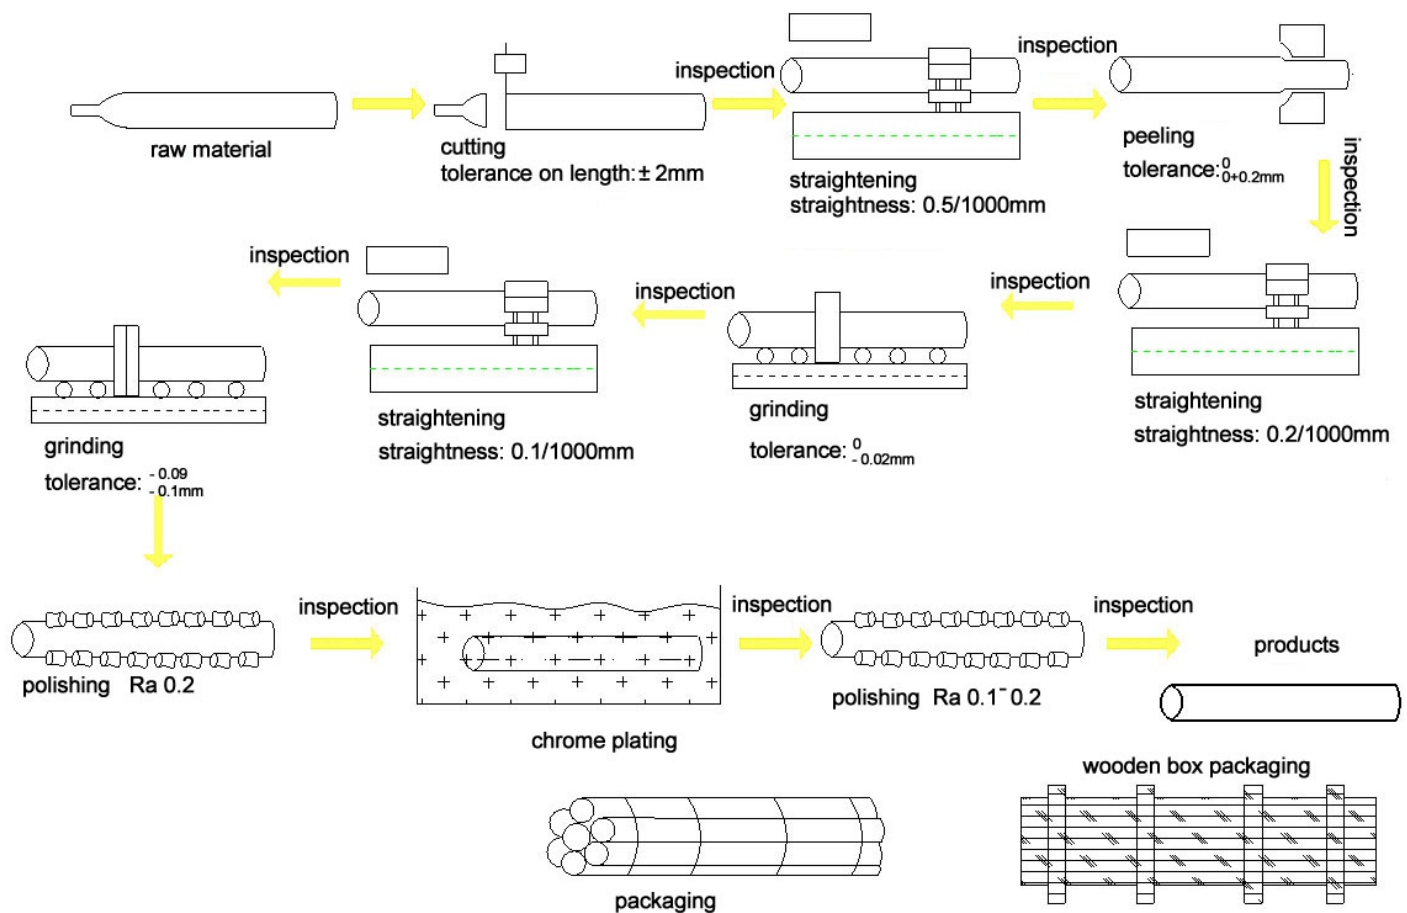 raw material
cutting
tolerance on length: ± 2mm
inspection
straightening
straightness: 0.5/1000mm
inspection
peeling
tolerance: 0
0+0.2mm
inspection
straightening
straightness: 0.2/1000mm
inspection
grinding
tolerance: 0
- 0.02mm
inspection
straightening
straightness: 0.1/1000mm
inspection
grinding
tolerance: - 0.09
- 0.1mm
polishing Ra 0.2
inspection
chrome plating
inspection
polishing Ra 0.1- 0.2
inspection
products
packaging
wooden box packaging